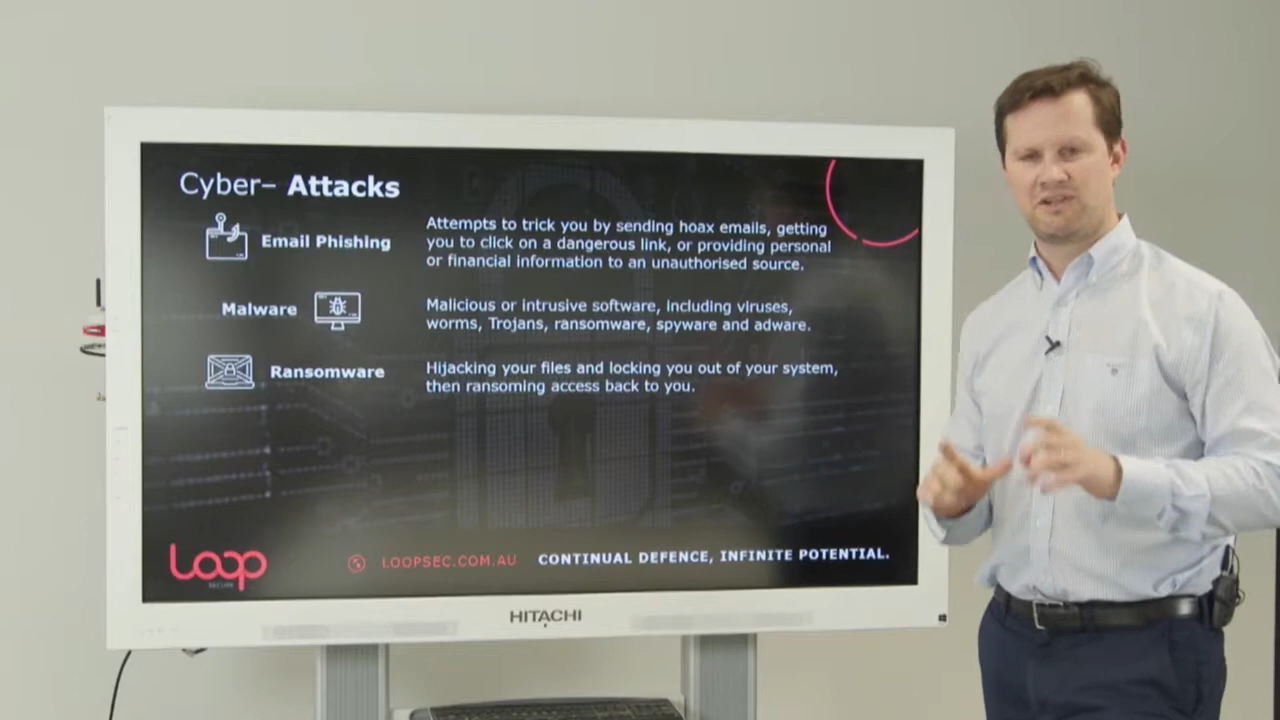 Cyber– Attacks
Email Phishing
Attempts to trick you by sending hoax emails, getting
you to click on a dangerous link, or providing personal
or financial information to an unauthorised source.
Malware
Malicious or intrusive software, including viruses,
worms, Trojans, ransomware, spyware and adware.
Ransomware
Hijacking your files and locking you out of your system,
then ransoming access back to you.
Loop
SECURE
LOOPSEC.COM.AU
CONTINUAL DEFENCE, INFINITE POTENTIAL.
HITACHI